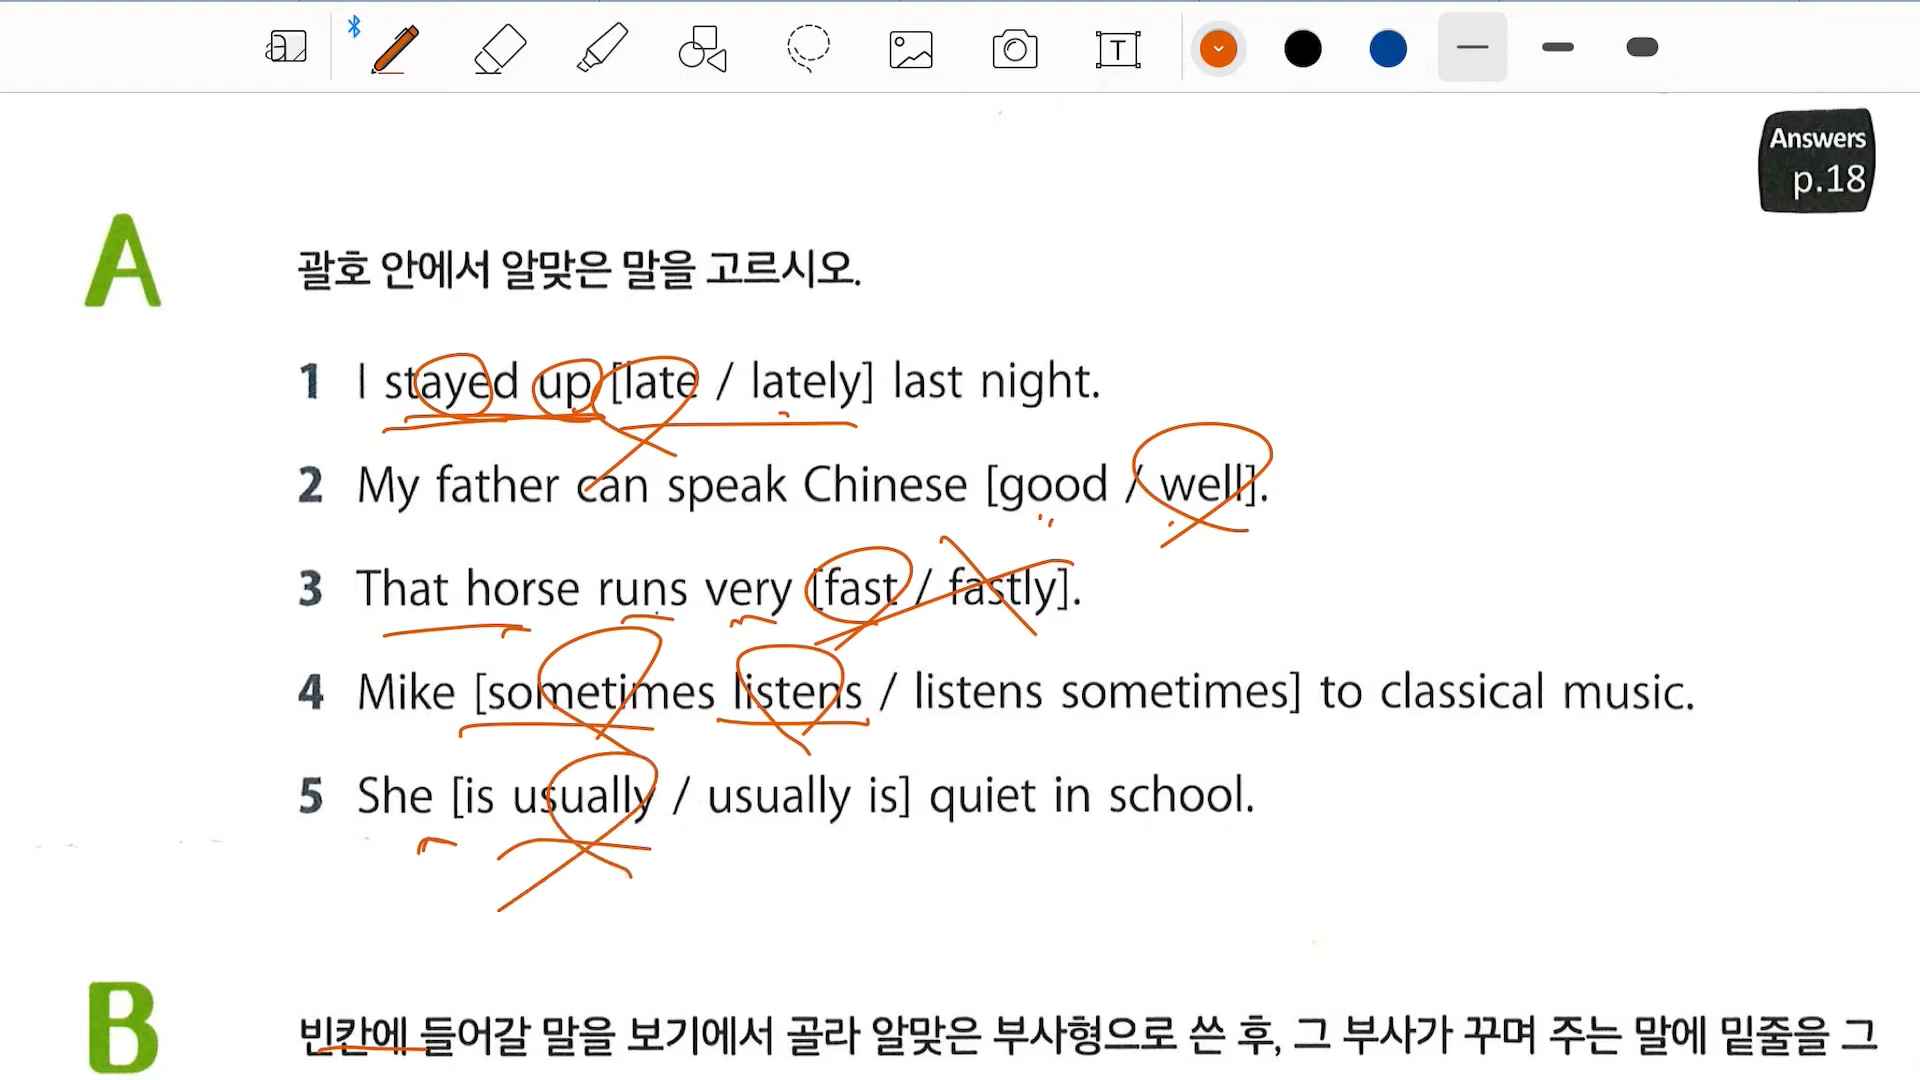 Answers
p.18
A
괄호 안에서 알맞은 말을 고르시오.
1 I stayed up [late / lately] last night.
2 My father can speak Chinese [good / well].
3 That horse runs very [fast / fastly].
4 Mike [sometimes listens / listens sometimes] to classical music.
5 She [is usually / usually is] quiet in school.
B
빈칸에 들어갈 말을 보기에서 골라 알맞은 부사형으로 쓴 후, 그 부사가 꾸며 주는 말에 밑줄을 그